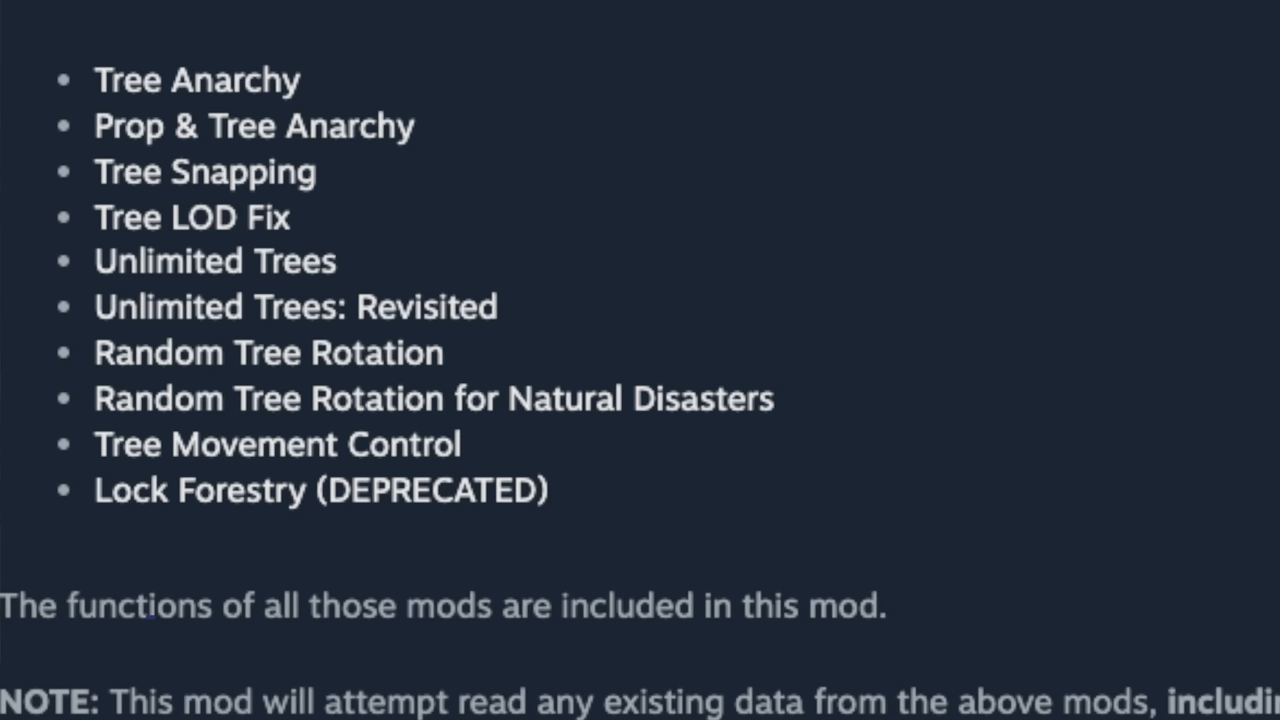 • Tree Anarchy
• Prop & Tree Anarchy
• Tree Snapping
• Tree LOD Fix
• Unlimited Trees
• Unlimited Trees: Revisited
• Random Tree Rotation
• Random Tree Rotation for Natural Disasters
• Tree Movement Control
• Lock Forestry (DEPRECATED)
The functions of all those mods are included in this mod.
NOTE: This mod will attempt read any existing data from the above mods,